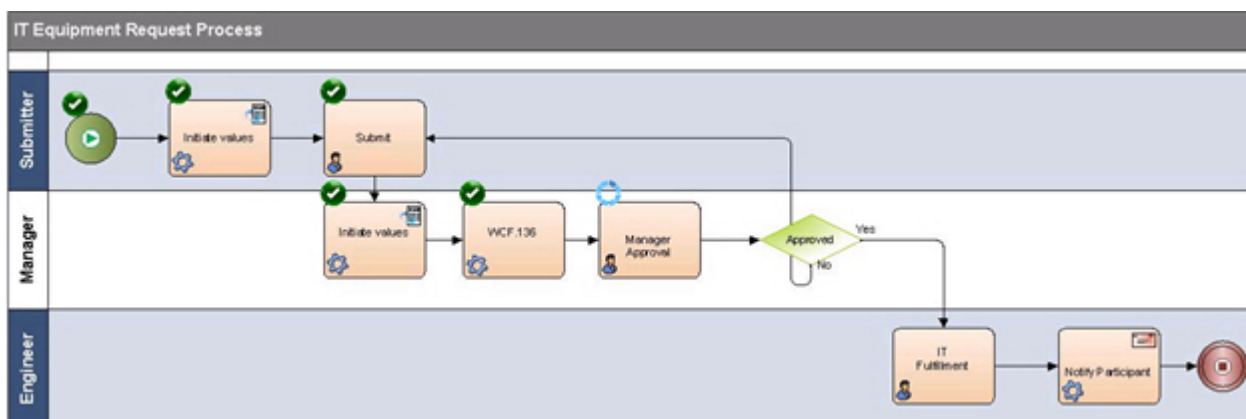 IT Equipment Request Process
Submitter
Initiate values
Submit
Manager
Initiate values
WCF.136
Manager
Approval
Approved
Yes
No
Engineer
IT
Fulfillment
Notify Participant